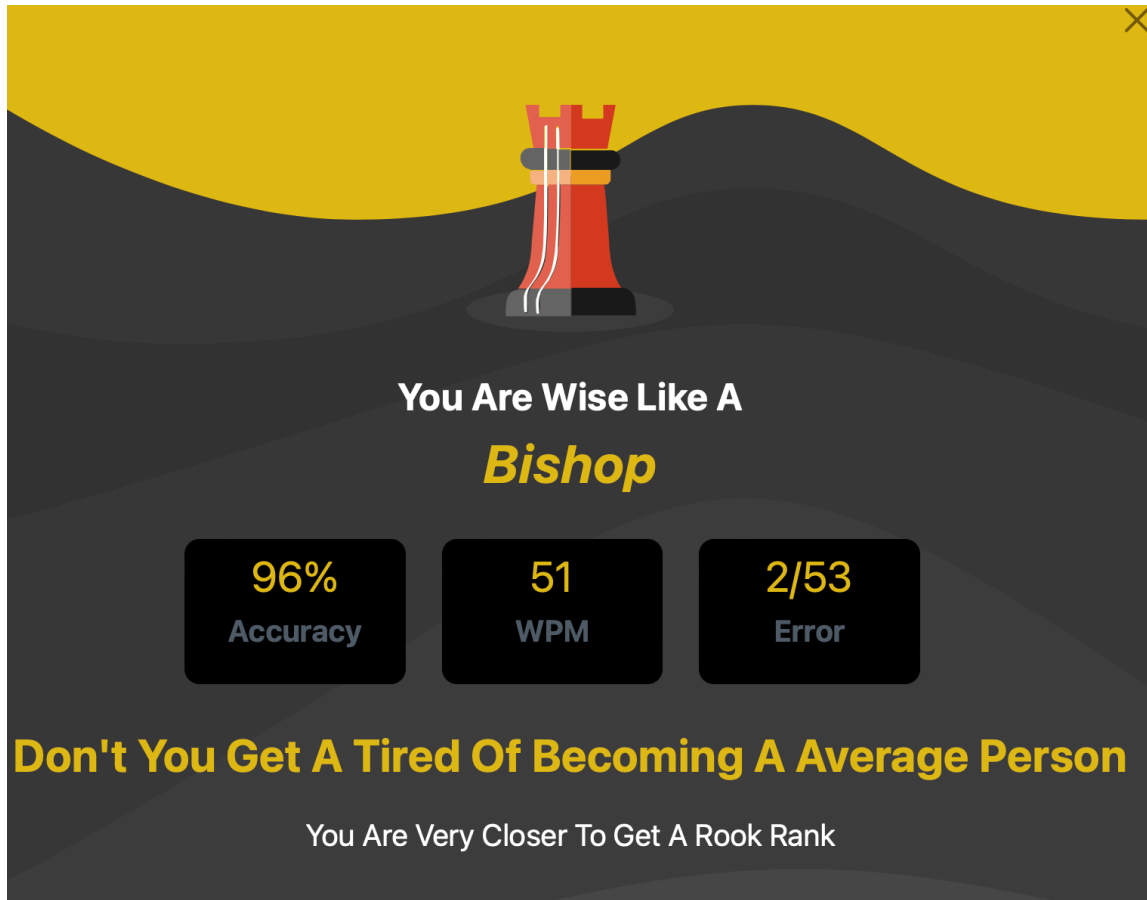 You Are Wise Like A
Bishop
96%
Accuracy
51
WPM
2/53
Error
Don't You Get A Tired Of Becoming A Average Person
You Are Very Closer To Get A Rook Rank